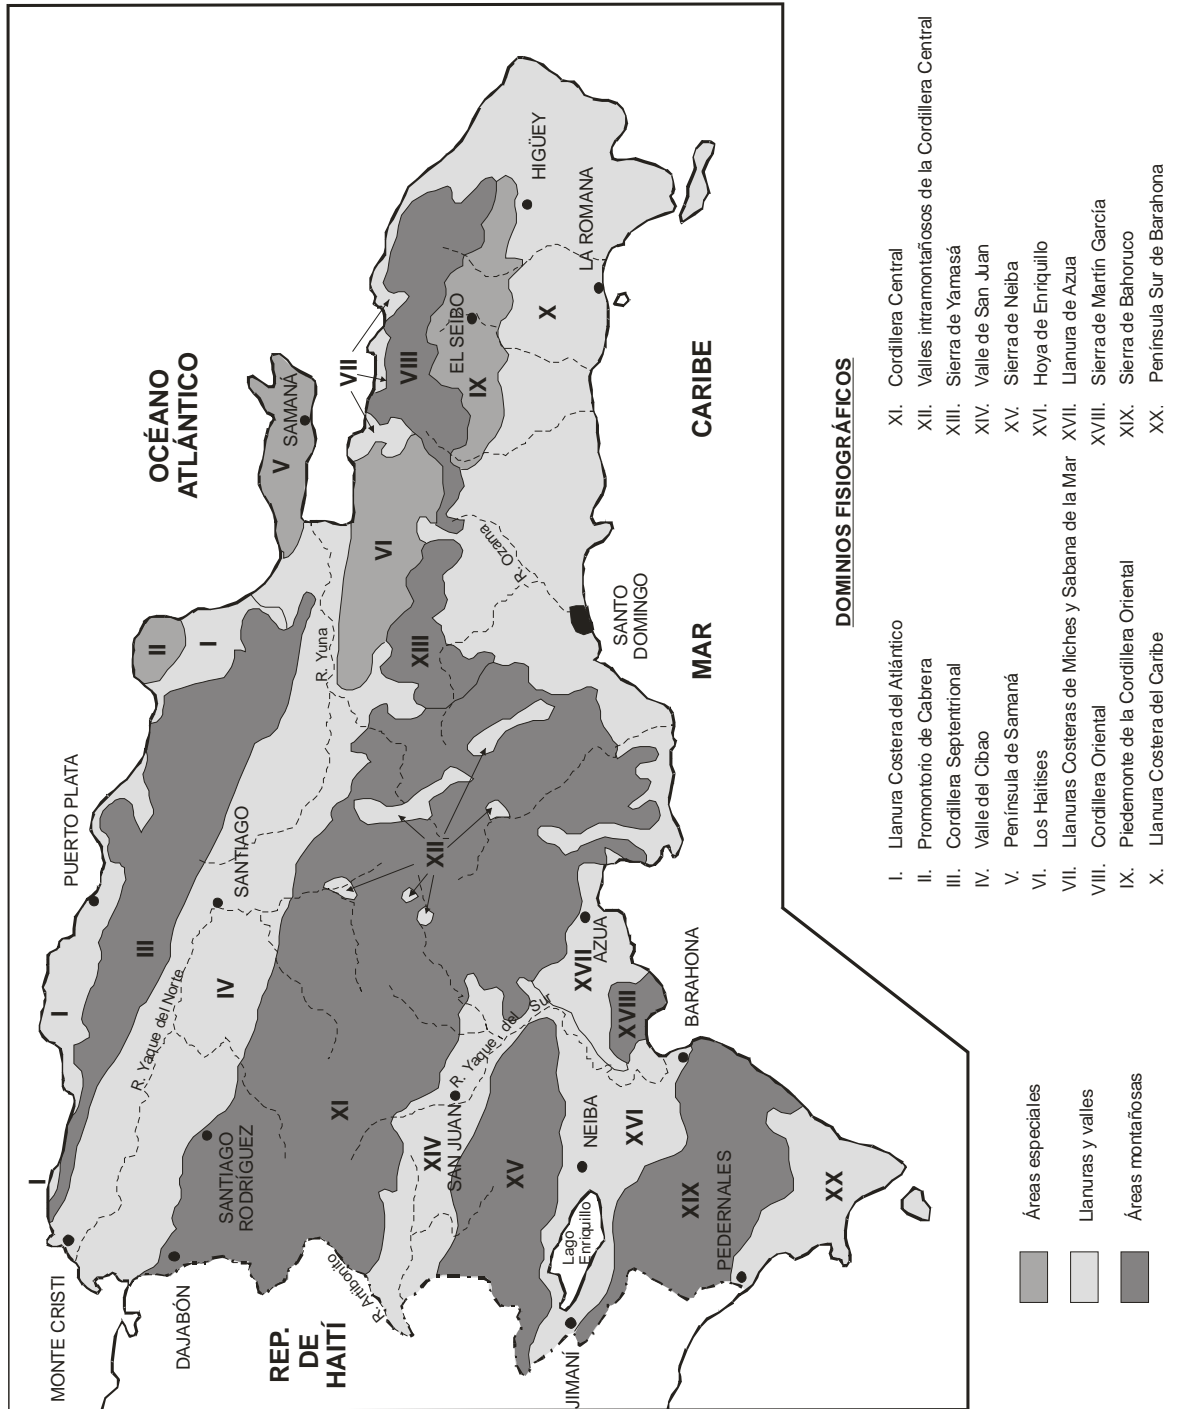 OCÉANO
ATLÁNTICO
MONTE CRISTI
PUERTO PLATA
I
I
I
II
III
III
R. Yaque del Norte
SANTIAGO
IV
R. Yuna
V
SAMANÁ
DAJABÓN
SANTIAGO
RODRÍGUEZ
VI
VII
VIII
HIGÜEY
EL SEIBO
IX
X
LA ROMANA
XI
XII
XIII
R. Ozama
SANTO
DOMINGO
REP.
DE
HAITÍ
R. Artibonito
XIV
SAN JUAN
R. Yaque del Sur
XV
XVII
AZUA
XVIII
NEIBA
XVI
Lago
Enriquillo
JIMANÍ
BARAHONA
XIX
PEDERNALES
XX
MAR
CARIBE
DOMINIOS FISIOGRÁFICOS
I. Llanura Costera del Atlántico
II. Promontorio de Cabrera
III. Cordillera Septentrional
IV. Valle del Cibao
V. Península de Samaná
VI. Los Haitises
VII. Llanuras Costeras de Miches y Sabana de la Mar
VIII. Cordillera Oriental
IX. Piedemonte de la Cordillera Oriental
X. Llanura Costera del Caribe
XI. Cordillera Central
XII. Valles intramontañosos de la Cordillera Central
XIII. Sierra de Yamasá
XIV. Valle de San Juan
XV. Sierra de Neiba
XVI. Hoya de Enriquillo
XVII. Llanura de Azua
XVIII. Sierra de Martín García
XIX. Sierra de Bahoruco
XX. Península Sur de Barahona
Áreas especiales
Llanuras y valles
Áreas montañosas